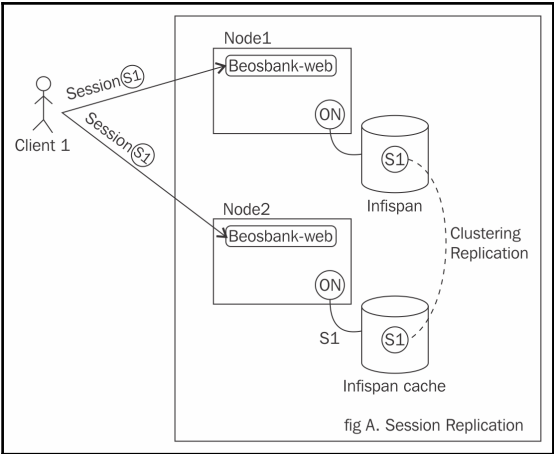 Node1
Beosbank-web
Session S1
ON
Session S1
Client 1
S1
Infispan
Node2
Beosbank-web
Clustering
Replication
ON
S1
S1
Infispan cache
fig A. Session Replication